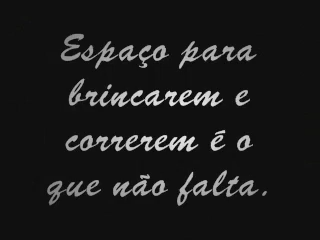 Espaço para
brincarem e
correrem é o
que não falta.